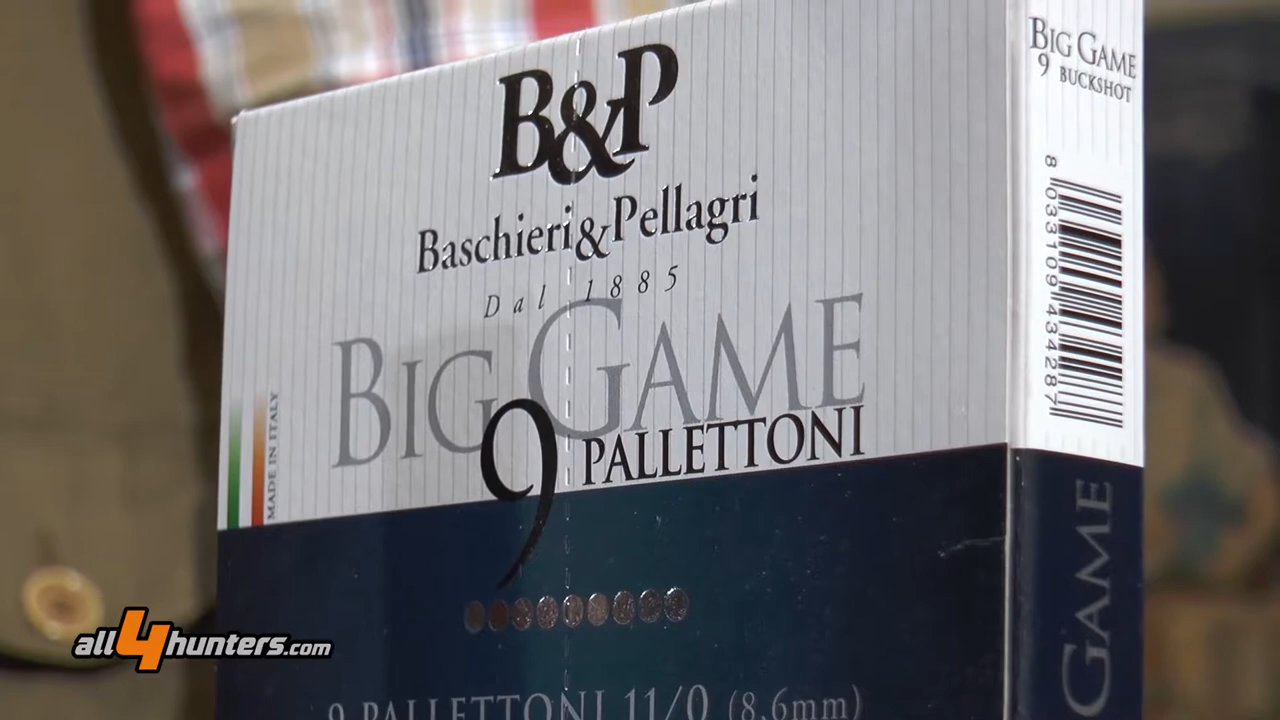 B&P
Baschieri&Pellagri
Dal 1885
BIG GAME
9 PALLETTONI
MADE IN ITALY
9 PALLETTONI 11/0 (8,6mm)
BIG GAME
9 BUCKSHOT
8 033109 434287
GAME
all4hunters.com